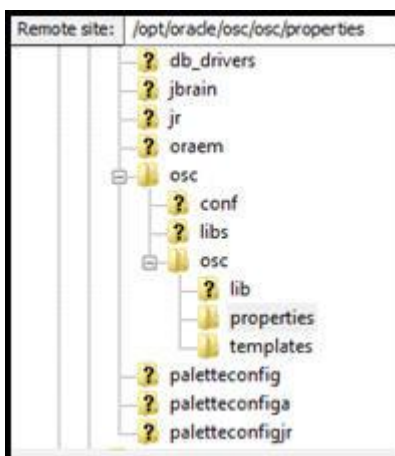 Remote site: /opt/oracle/osc/osc/properties
db_drivers
jbrain
jr
oraem
osc
conf
libs
osc
lib
properties
templates
paletteconfig
paletteconfiga
paletteconfigjr